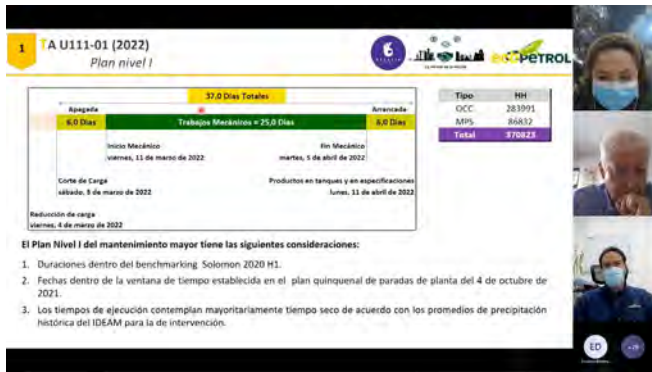 1
TA U111-01 (2022)
Plan nivel I
6
ecoPETROL
37,0 Días Totales
Apagada
Arrancada
6,0 Días
Trabajos Mecánicos = 25,0 Días
6,0 Días
Inicio Mecánico
viernes, 11 de marzo de 2022
Fin Mecánico
martes, 5 de abril de 2022
Corte de Carga
sábado, 5 de marzo de 2022
Productos en tanques y en especificaciones
lunes, 11 de abril de 2022
Reducción de carga
viernes, 4 de marzo de 2022
Tipo HH
OCC 283991
MPS 86832
Total 370823
El Plan Nivel I del mantenimiento mayor tiene las siguientes consideraciones:
1. Duraciones dentro del benchmarking Solomon 2020 H1.
2. Fechas dentro de la ventana de tiempo establecida en el plan quinquenal de paradas de planta del 4 de octubre de
2021.
3. Los tiempos de ejecución contemplan mayoritariamente tiempo seco de acuerdo con los promedios de precipitación
histórica del IDEAM para la de intervención.
ED